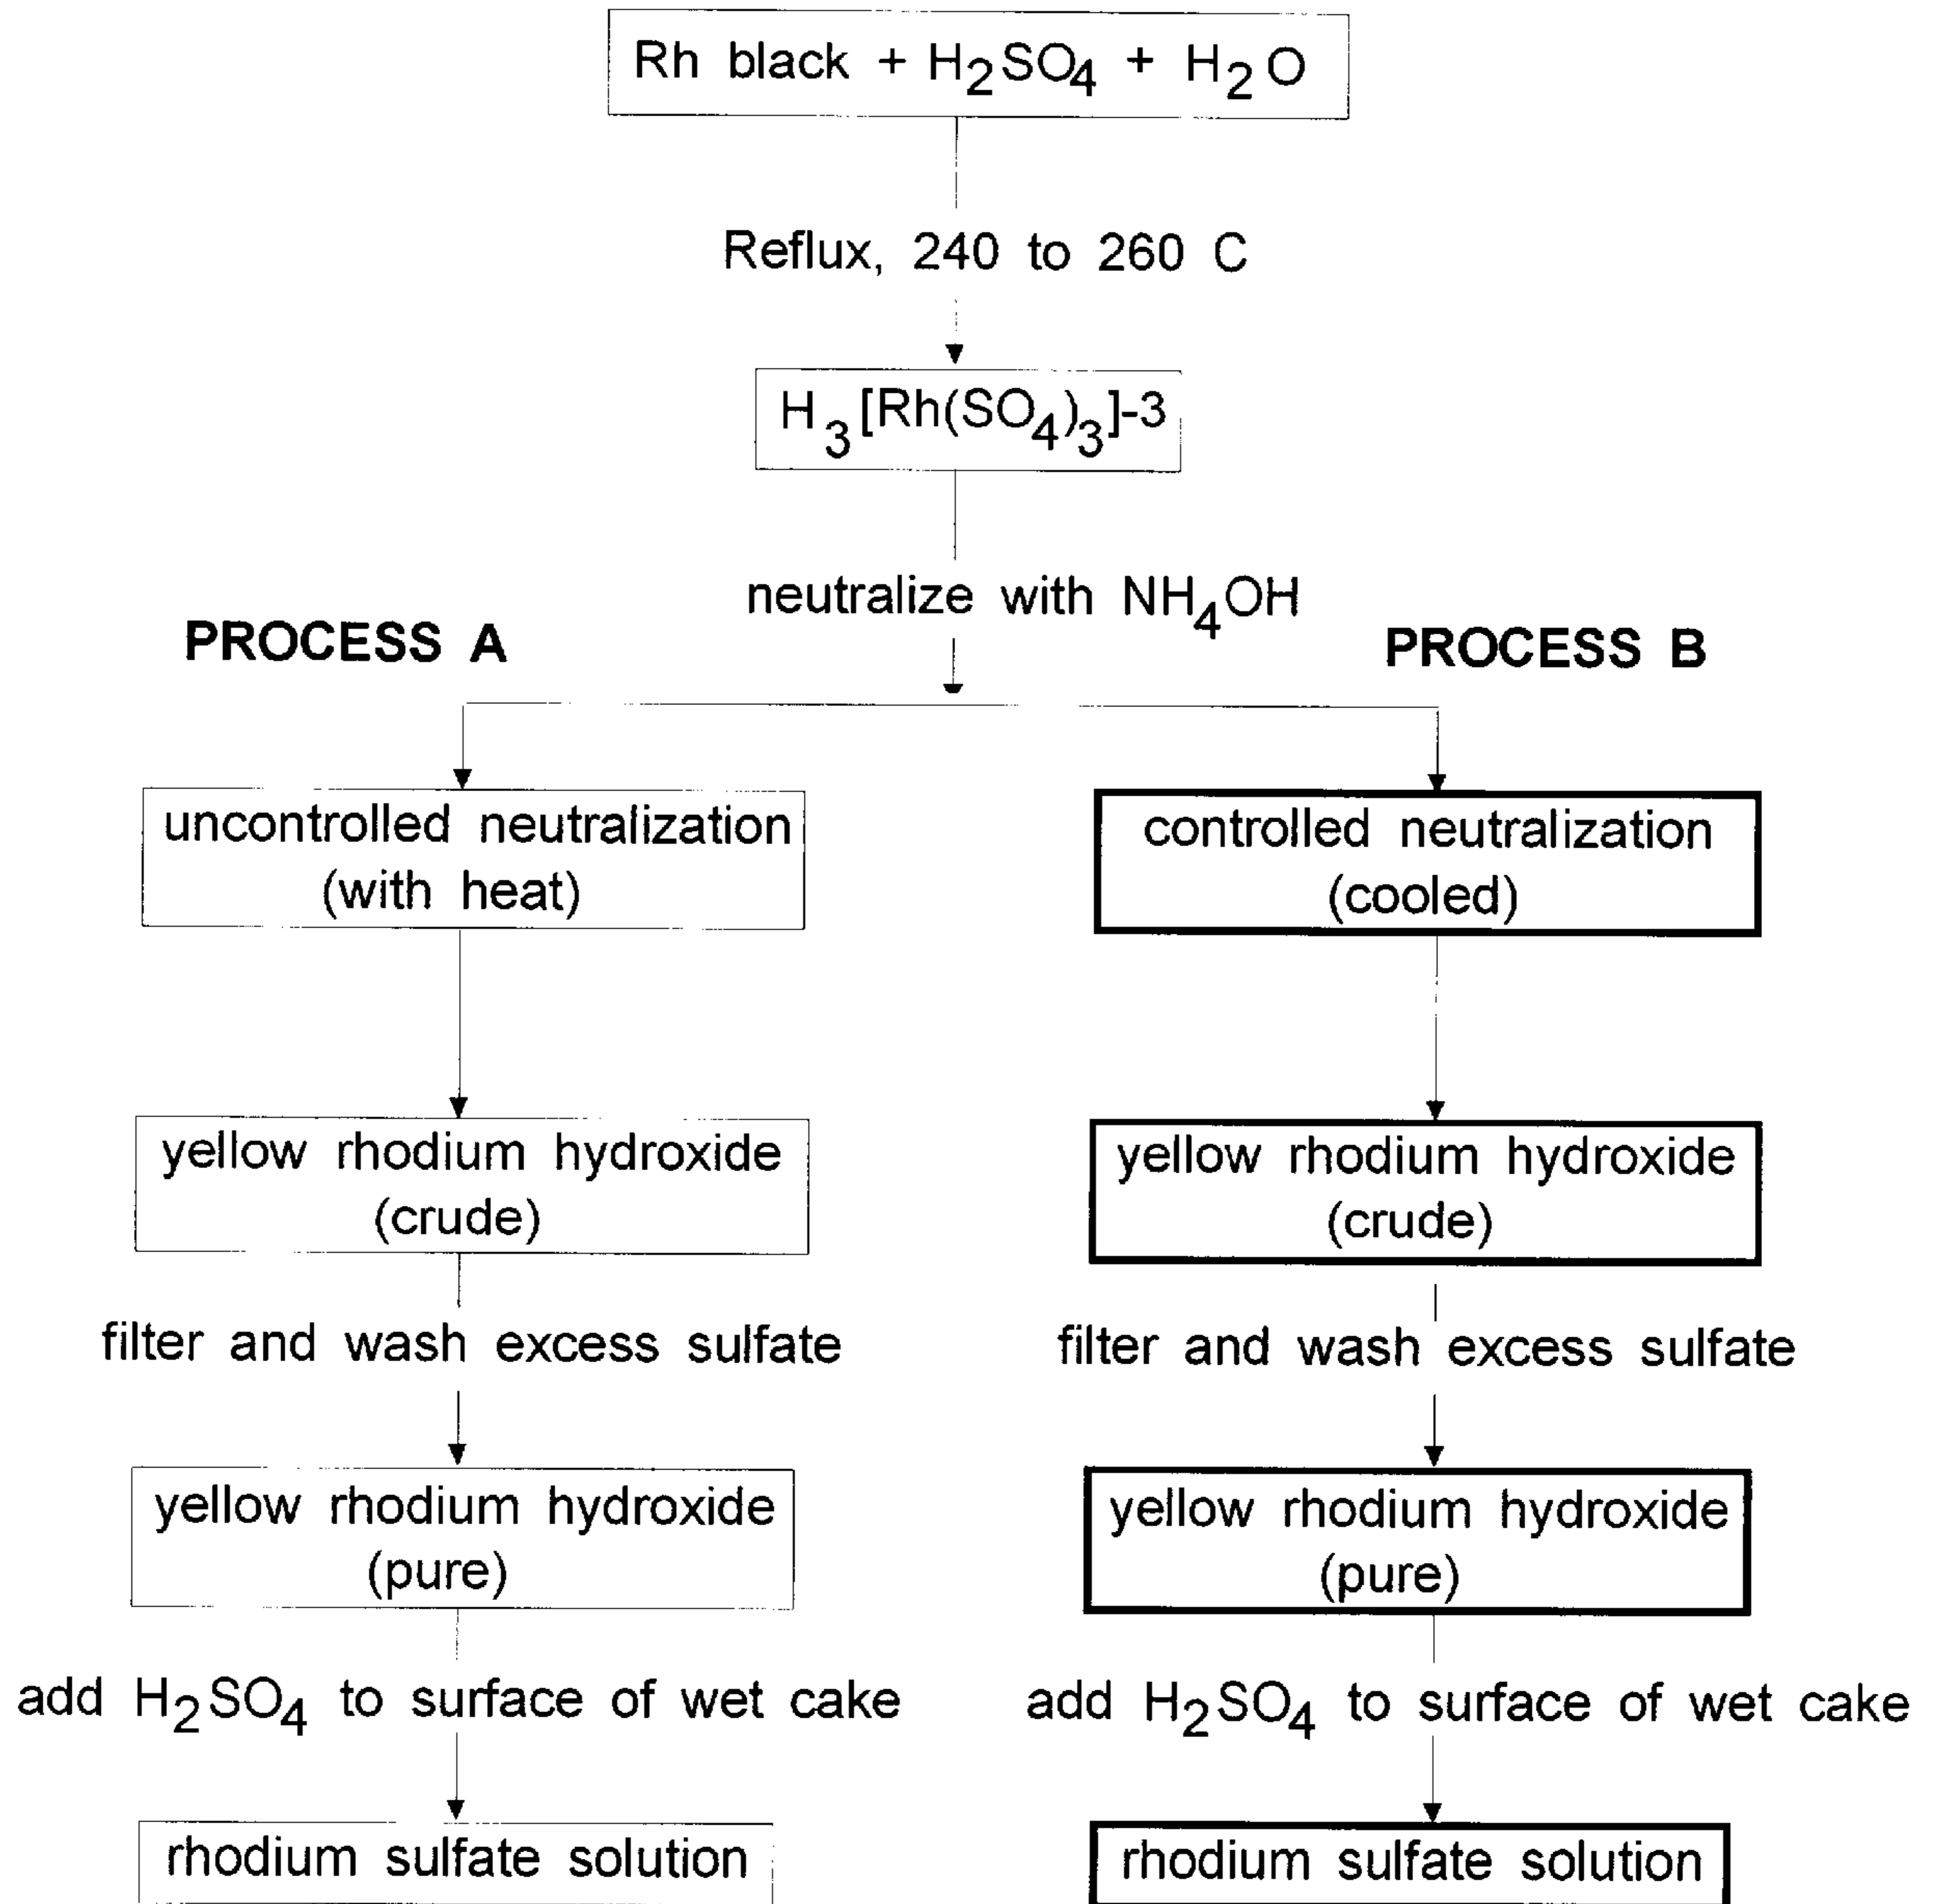 Rh black + H2SO4 + H2O
Reflux, 240 to 260 C
H3[Rh(SO4)3]-3
neutralize with NH4OH
PROCESS A
PROCESS B
uncontrolled neutralization
(with heat)
controlled neutralization
(cooled)
yellow rhodium hydroxide
(crude)
yellow rhodium hydroxide
(crude)
filter and wash excess sulfate
filter and wash excess sulfate
yellow rhodium hydroxide
(pure)
yellow rhodium hydroxide
(pure)
add H2SO4 to surface of wet cake
add H2SO4 to surface of wet cake
rhodium sulfate solution
rhodium sulfate solution